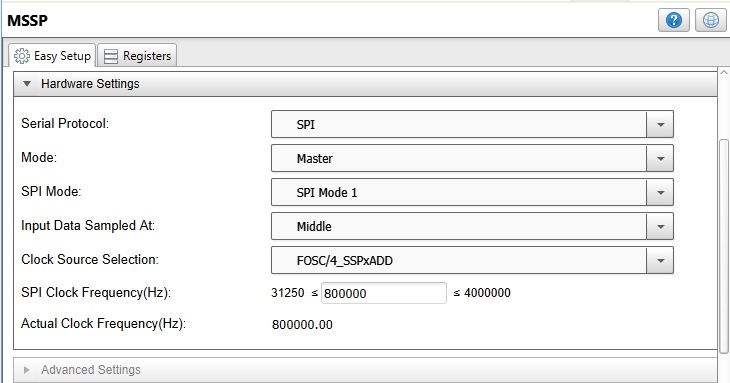 MSSP
Easy Setup Registers
Hardware Settings
Serial Protocol: SPI
Mode: Master
SPI Mode: SPI Mode 1
Input Data Sampled At: Middle
Clock Source Selection: FOSC/4_SSPxADD
SPI Clock Frequency(Hz): 31250 ≤ 800000 ≤ 4000000
Actual Clock Frequency(Hz): 800000.00
Advanced Settings